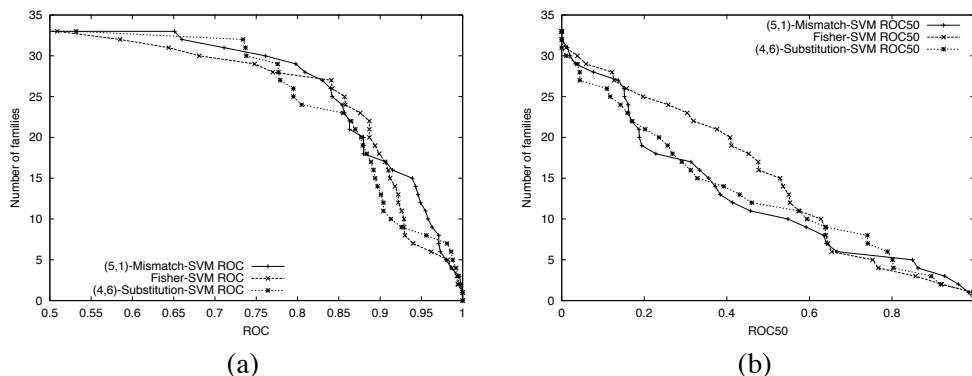 35
30
25
20
15
10
5
0
Number of families
(5,1)-Mismatch-SVM ROC
Fisher-SVM ROC
(4,6)-Substitution-SVM ROC
0.5 0.55 0.6 0.65 0.7 0.75 0.8 0.85 0.9 0.95 1
ROC
(a)
35
30
25
20
15
10
5
0
Number of families
(5,1)-Mismatch-SVM ROC50
Fisher-SVM ROC50
(4,6)-Substitution-SVM ROC50
0 0.2 0.4 0.6 0.8
ROC50
(b)